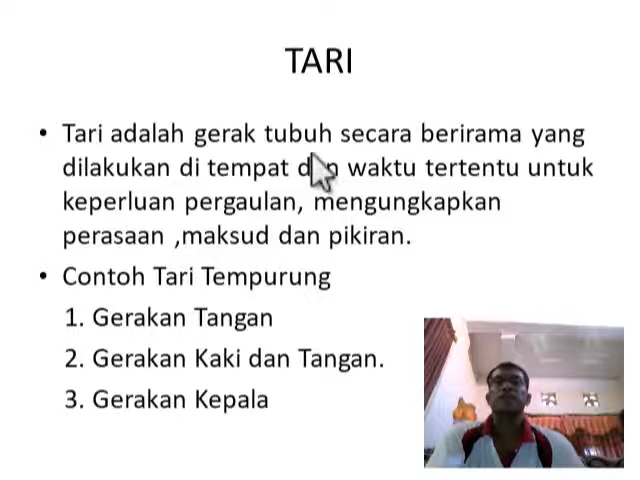 TARI
• Tari adalah gerak tubuh secara berirama yang
dilakukan di tempat dan waktu tertentu untuk
keperluan pergaulan, mengungkapkan
perasaan ,maksud dan pikiran.
• Contoh Tari Tempurung
1. Gerakan Tangan
2. Gerakan Kaki dan Tangan.
3. Gerakan Kepala